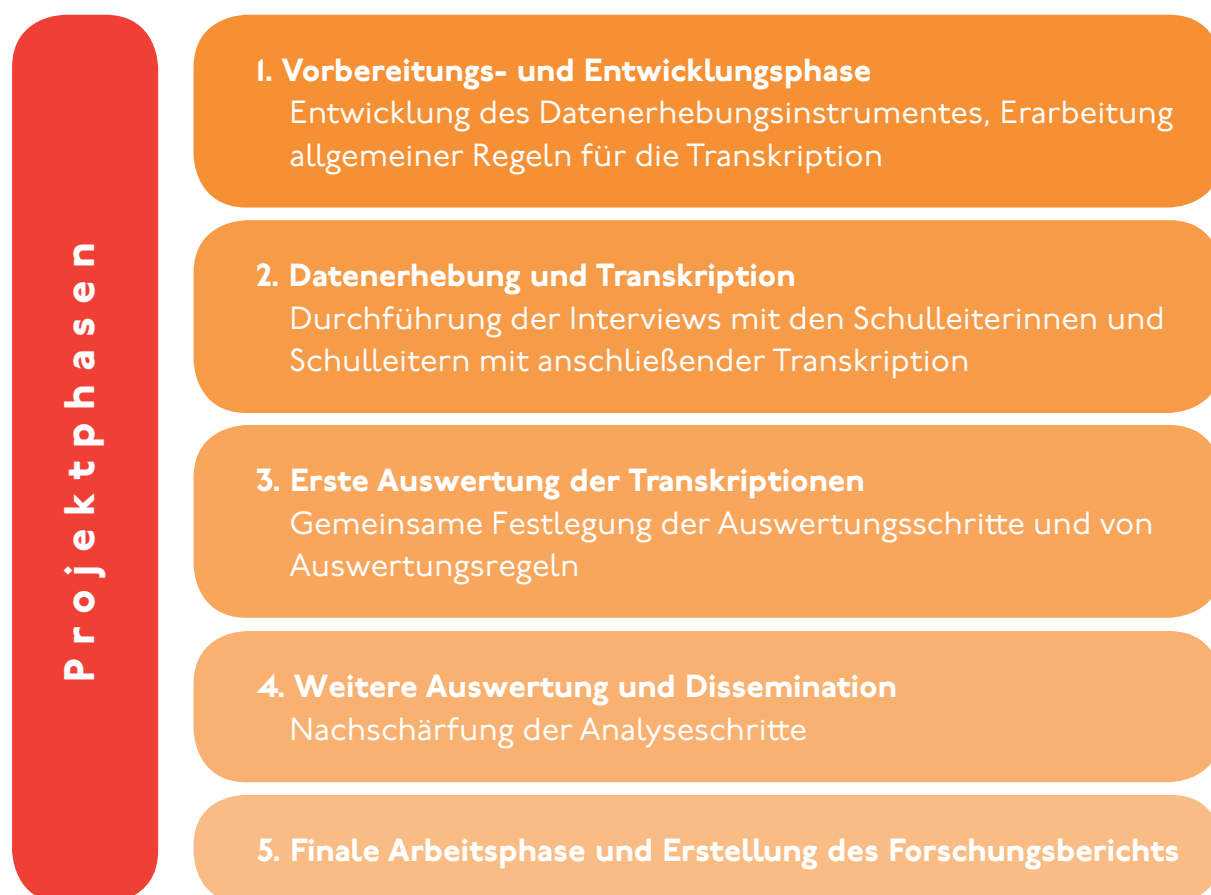 Projektphasen
1. Vorbereitungs- und Entwicklungsphase
Entwicklung des Datenerhebungsinstrumentes, Erarbeitung
allgemeiner Regeln für die Transkription
2. Datenerhebung und Transkription
Durchführung der Interviews mit den Schulleiterinnen und
Schulleitern mit anschließender Transkription
3. Erste Auswertung der Transkriptionen
Gemeinsame Festlegung der Auswertungsschritte und von
Auswertungsregeln
4. Weitere Auswertung und Dissemination
Nachschärfung der Analyseschritte
5. Finale Arbeitsphase und Erstellung des Forschungsberichts